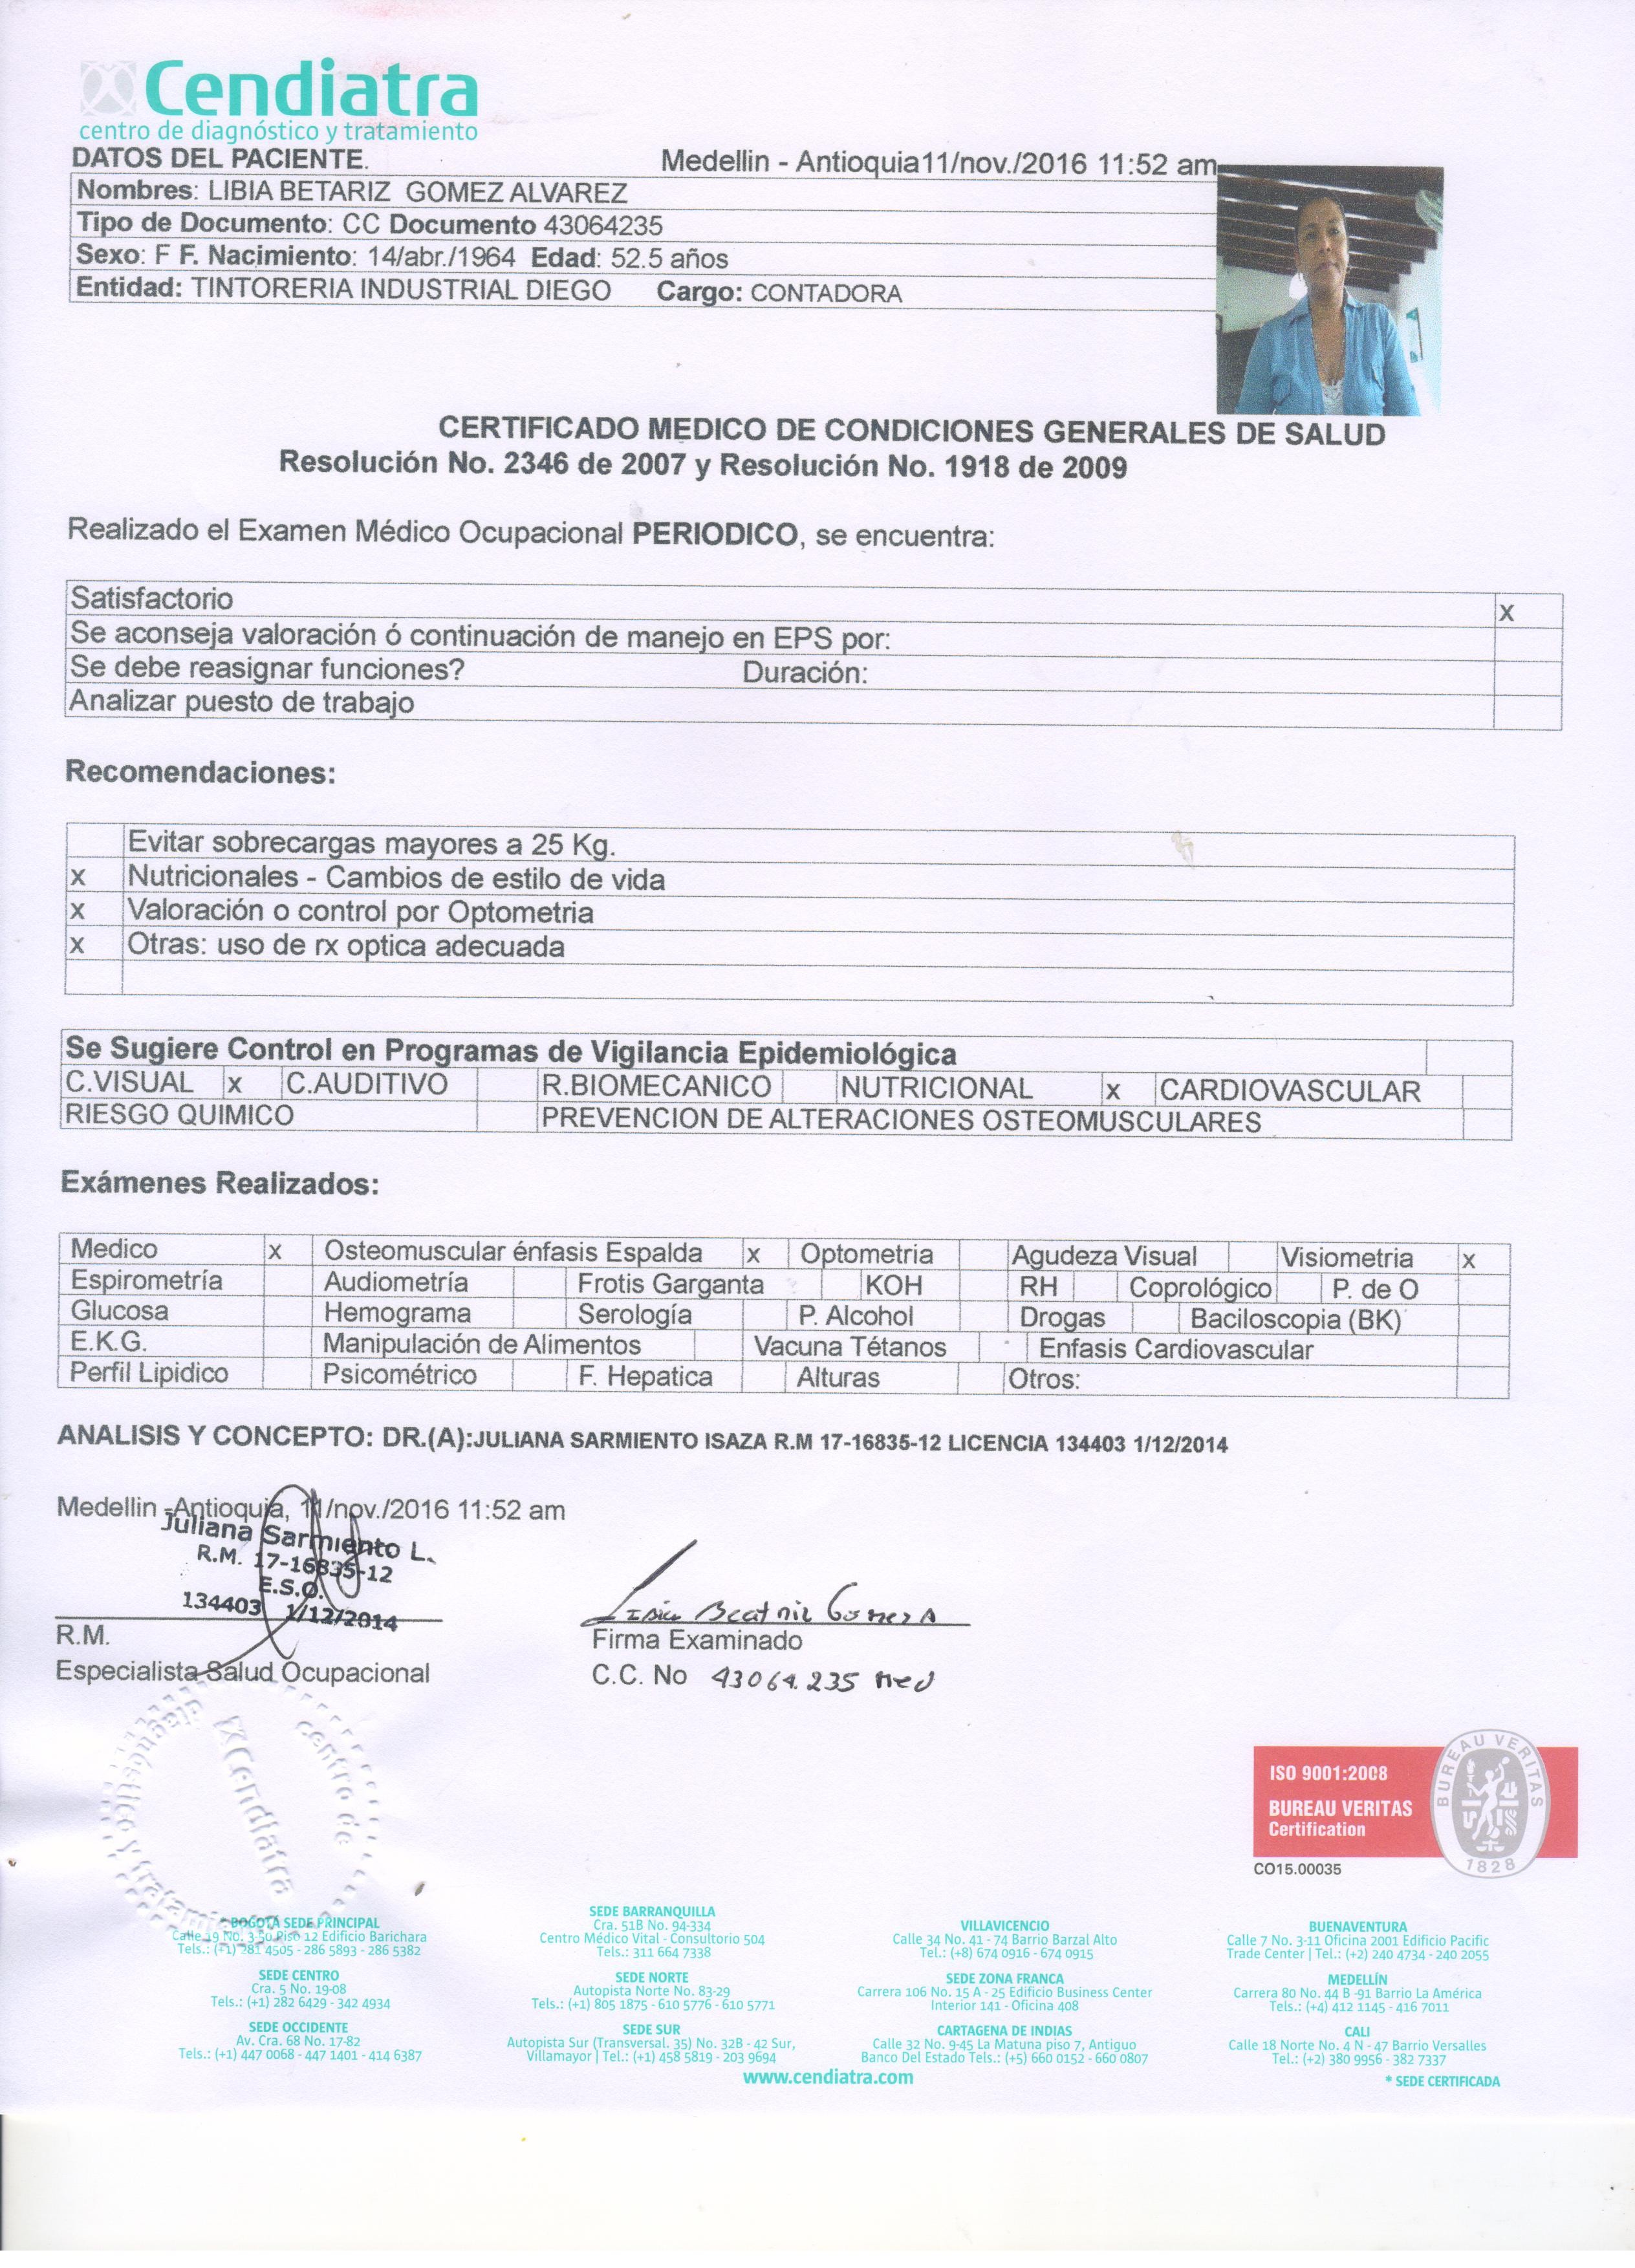 Cendiatra
centro de diagnóstico y tratamiento
DATOS DEL PACIENTE.
Medellin - Antioquia11/nov./2016 11:52 am
Nombres: LIBIA BETARIZ GOMEZ ALVAREZ
Tipo de Documento: CC Documento 43064235
Sexo: F F. Nacimiento: 14/abr./1964 Edad: 52.5 años
Entidad: TINTORERIA INDUSTRIAL DIEGO Cargo: CONTADORA
CERTIFICADO MEDICO DE CONDICIONES GENERALES DE SALUD
Resolución No. 2346 de 2007 y Resolución No. 1918 de 2009
Realizado el Examen Médico Ocupacional PERIODICO, se encuentra:
Satisfactorio x
Se aconseja valoración ó continuación de manejo en EPS por:
Se debe reasignar funciones? Duración:
Analizar puesto de trabajo
Recomendaciones:
Evitar sobrecargas mayores a 25 Kg.
x Nutricionales - Cambios de estilo de vida
x Valoración o control por Optometria
x Otras: uso de rx optica adecuada
Se Sugiere Control en Programas de Vigilancia Epidemiológica
C.VISUAL x C.AUDITIVO R.BIOMECANICO NUTRICIONAL x CARDIOVASCULAR
RIESGO QUIMICO PREVENCION DE ALTERACIONES OSTEOMUSCULARES
Exámenes Realizados:
Medico x Osteomuscular énfasis Espalda x Optometria Agudeza Visual Visiometria x
Espirometría Audiometría Frotis Garganta KOH RH Coprológico P. de O
Glucosa Hemograma Serología P. Alcohol Drogas Baciloscopia (BK)
E.K.G. Manipulación de Alimentos Vacuna Tétanos Enfasis Cardiovascular
Perfil Lipidico Psicométrico F. Hepatica Alturas Otros:
ANALISIS Y CONCEPTO: DR.(A):JULIANA SARMIENTO ISAZA R.M 17-16835-12 LICENCIA 134403 1/12/2014
Medellin -Antioquia, 11/nov./2016 11:52 am
Juliana Sarmiento L.
R.M. 17-16835-12
E.S.O.
134403 1/12/2014
R.M.
Especialista Salud Ocupacional
Libia Beatriz Gomez A
Firma Examinado
C.C. No 43064.235 med
centro de diagnóstico y tratamiento
Cendiatra
ISO 9001:2008
BUREAU VERITAS
Certification
BUREAU VERITAS
1828
CO15.00035
BOGOTÁ SEDE PRINCIPAL
Calle 19 No. 3-50 Piso 12 Edificio Barichara
Tels.: (+1) 281 4505 - 286 5893 - 286 5382
SEDE CENTRO
Cra. 5 No. 19-08
Tels.: (+1) 282 6429 - 342 4934
SEDE OCCIDENTE
Av. Cra. 68 No. 17-82
Tels.: (+1) 447 0068 - 447 1401 - 414 6387
SEDE BARRANQUILLA
Cra. 51B No. 94-334
Centro Médico Vital - Consultorio 504
Tels.: 311 664 7338
SEDE NORTE
Autopista Norte No. 83-29
Tels.: (+1) 805 1875 - 610 5776 - 610 5771
SEDE SUR
Autopista Sur (Transversal. 35) No. 32B - 42 Sur,
Villamayor | Tel.: (+1) 458 5819 - 203 9694
VILLAVICENCIO
Calle 34 No. 41 - 74 Barrio Barzal Alto
Tel.: (+8) 674 0916 - 674 0915
SEDE ZONA FRANCA
Carrera 106 No. 15 A - 25 Edificio Business Center
Interior 141 - Oficina 408
CARTAGENA DE INDIAS
Calle 32 No. 9-45 La Matuna piso 7, Antiguo
Banco Del Estado Tels.: (+5) 660 0152 - 660 0807
BUENAVENTURA
Calle 7 No. 3-11 Oficina 2001 Edificio Pacific
Trade Center | Tel.: (+2) 240 4734 - 240 2055
MEDELLÍN
Carrera 80 No. 44 B -91 Barrio La América
Tels.: (+4) 412 1145 - 416 7011
CALI
Calle 18 Norte No. 4 N - 47 Barrio Versalles
Tel.: (+2) 380 9956 - 382 7337
www.cendiatra.com
* SEDE CERTIFICADA